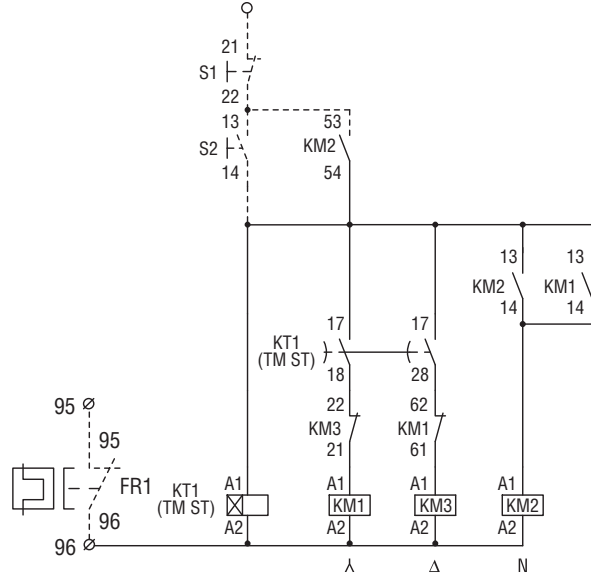 21
S1
22
13 53
S2 KM2
14 54
13 13
KM2 KM1
14 14
17 17
KT1
(TM ST)
18 28
22 62
KM3 KM1
21 61
95
95
FR1
96
96
KT1
(TM ST)
A1 A1 A1 A1
KM1 KM3 KM2
A2 A2 A2 A2
Δ N